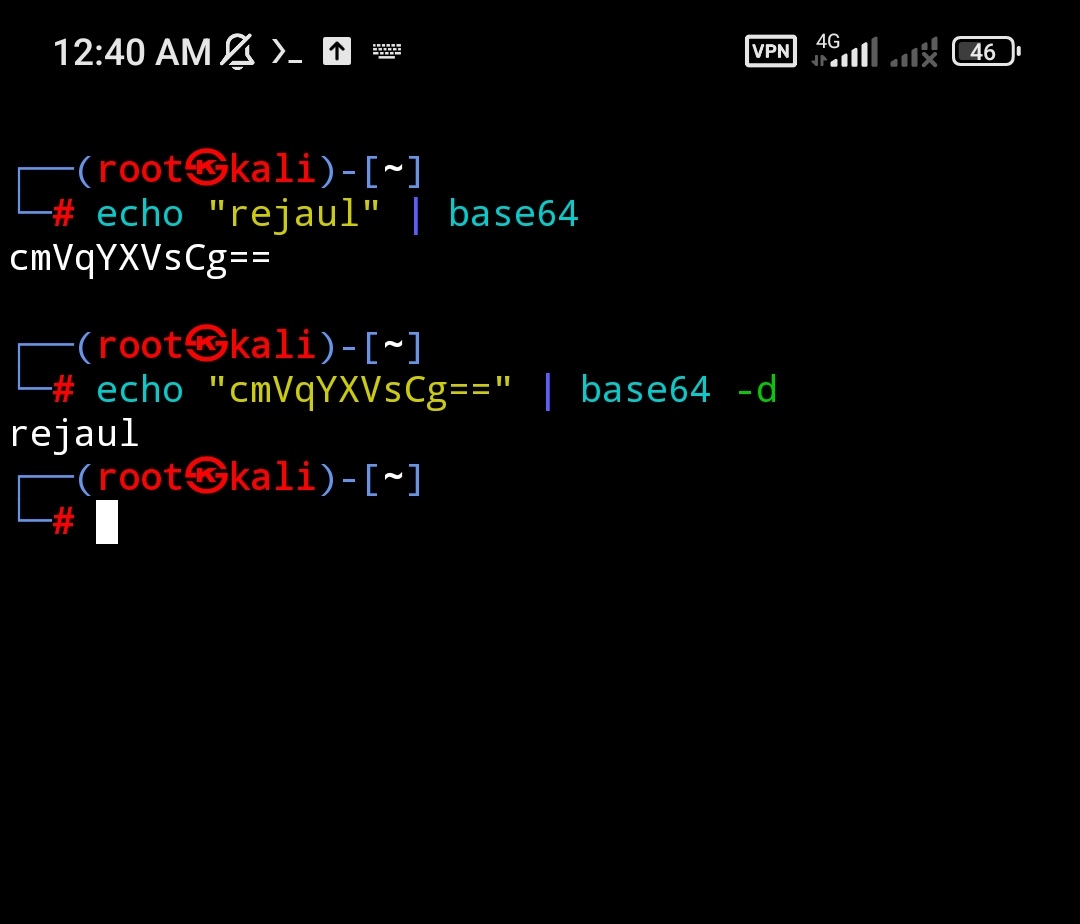 12:40 AM VPN 4G 46
┌──(root㉿kali)-[~]
└─# echo "rejaul" | base64
cmVqYXVsCg==
┌──(root㉿kali)-[~]
└─# echo "cmVqYXVsCg==" | base64 -d
rejaul
┌──(root㉿kali)-[~]
└─#